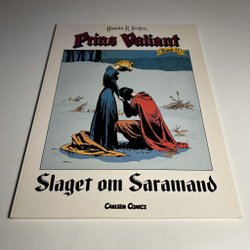 Harold R. Foster
Prins Valiant
Slaget om Saramand
CARLSEN COMICS